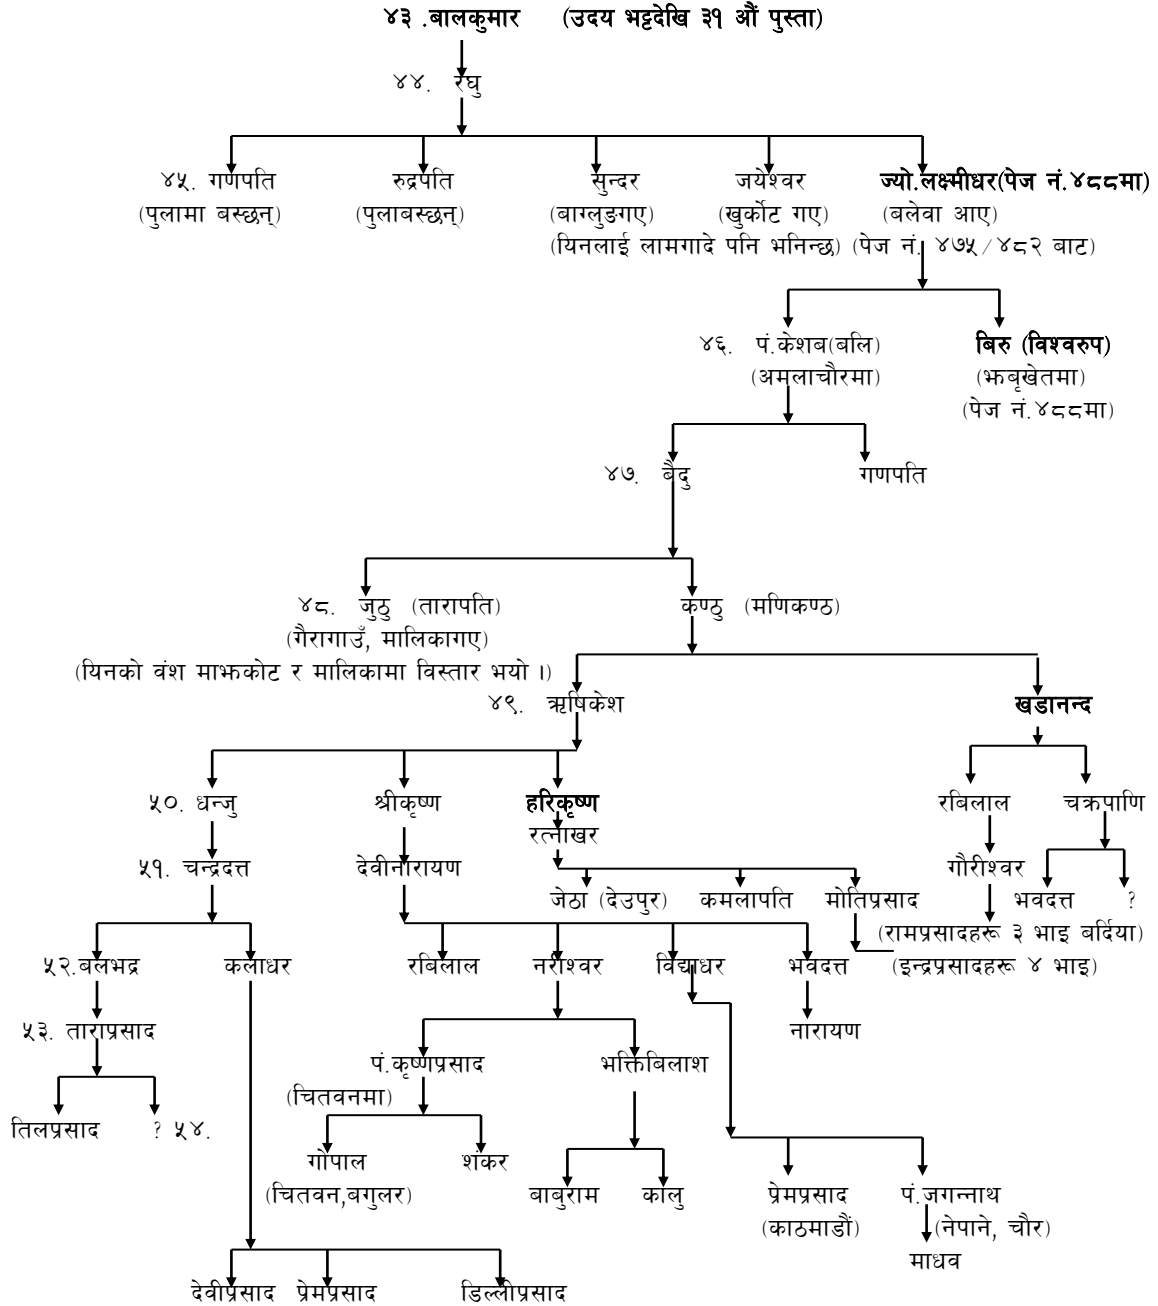 ४३ .बालकुमार (उदय भट्टदेखि ३१ औं पुस्ता)
४४. रघु
४५. गणपति रुद्रपति सुन्दर जयेश्वर ज्यो.लक्ष्मीधर(पेज नं.४८८मा)
(पुलामा बस्छन्) (पुलाबस्छन्) (बाग्लुङगए) (खुर्कोट गए) (बलेवा आए)
(यिनलाई लामगादे पनि भनिन्छ) (पेज नं. ४७५/४८२ बाट)
४६. पं.केशब(बलि) बिरु (विश्वरुप)
(अमलाचौरमा) (झबृखेतमा)
(पेज नं.४८८मा)
४७. बैदु गणपति
४८. जुठु (तारापति) कण्ठु (मणिकण्ठ)
(गैरागाउँ, मालिकागए)
(यिनको वंश माझकोट र मालिकामा विस्तार भयो ।)
४९. ऋषिकेश खडानन्द
५०. धन्जु श्रीकृष्ण हरिकृष्ण रबिलाल चक्रपाणि
रत्नाखर
५१. चन्द्रदत्त देवीनारायण गौरीश्वर
जेठा (देउपुर) कमलापति मोतिप्रसाद भवदत्त ?
(रामप्रसादहरू ३ भाइ बर्दिया)
५२.बलभद्र कलाधर रबिलाल नरीश्वर विद्याधर भवदत्त (इन्द्रप्रसादहरू ४ भाइ)
५३. ताराप्रसाद नारायण
पं.कृष्णप्रसाद भक्तिबिलाश
(चितवनमा)
तिलप्रसाद ? ५४.
गोपाल शंकर
(चितवन,बगुलर) बाबुराम कालु प्रेमप्रसाद पं.जगन्नाथ
(काठमाडौं) (नेपाने, चौर)
माधव
देवीप्रसाद प्रेमप्रसाद डिल्लीप्रसाद